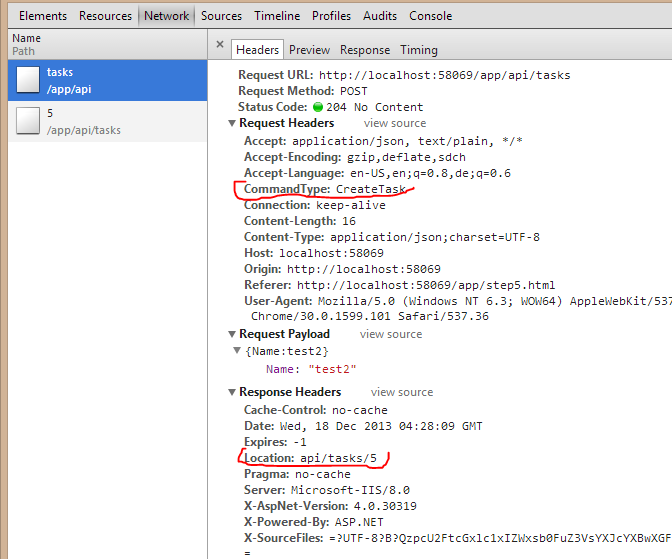 Elements Resources Network Sources Timeline Profiles Audits Console
Name
Path
tasks
/app/api
5
/app/api/tasks
× Headers Preview Response Timing
Request URL: http://localhost:58069/app/api/tasks
Request Method: POST
Status Code: 204 No Content
▼ Request Headers view source
Accept: application/json, text/plain, */*
Accept-Encoding: gzip,deflate,sdch
Accept-Language: en-US,en;q=0.8,de;q=0.6
CommandType: CreateTask
Connection: keep-alive
Content-Length: 16
Content-Type: application/json;charset=UTF-8
Host: localhost:58069
Origin: http://localhost:58069
Referer: http://localhost:58069/app/step5.html
User-Agent: Mozilla/5.0 (Windows NT 6.3; WOW64) AppleWebKit/537
Chrome/30.0.1599.101 Safari/537.36
▼ Request Payload view source
▼ {Name:test2}
Name: "test2"
▼ Response Headers view source
Cache-Control: no-cache
Date: Wed, 18 Dec 2013 04:28:09 GMT
Expires: -1
Location: api/tasks/5
Pragma: no-cache
Server: Microsoft-IIS/8.0
X-AspNet-Version: 4.0.30319
X-Powered-By: ASP.NET
X-SourceFiles: =?UTF-8?B?QzpcU2FtcGxlc1xIZWxsb0FuZ3VsYXJcYXBwXGF
=